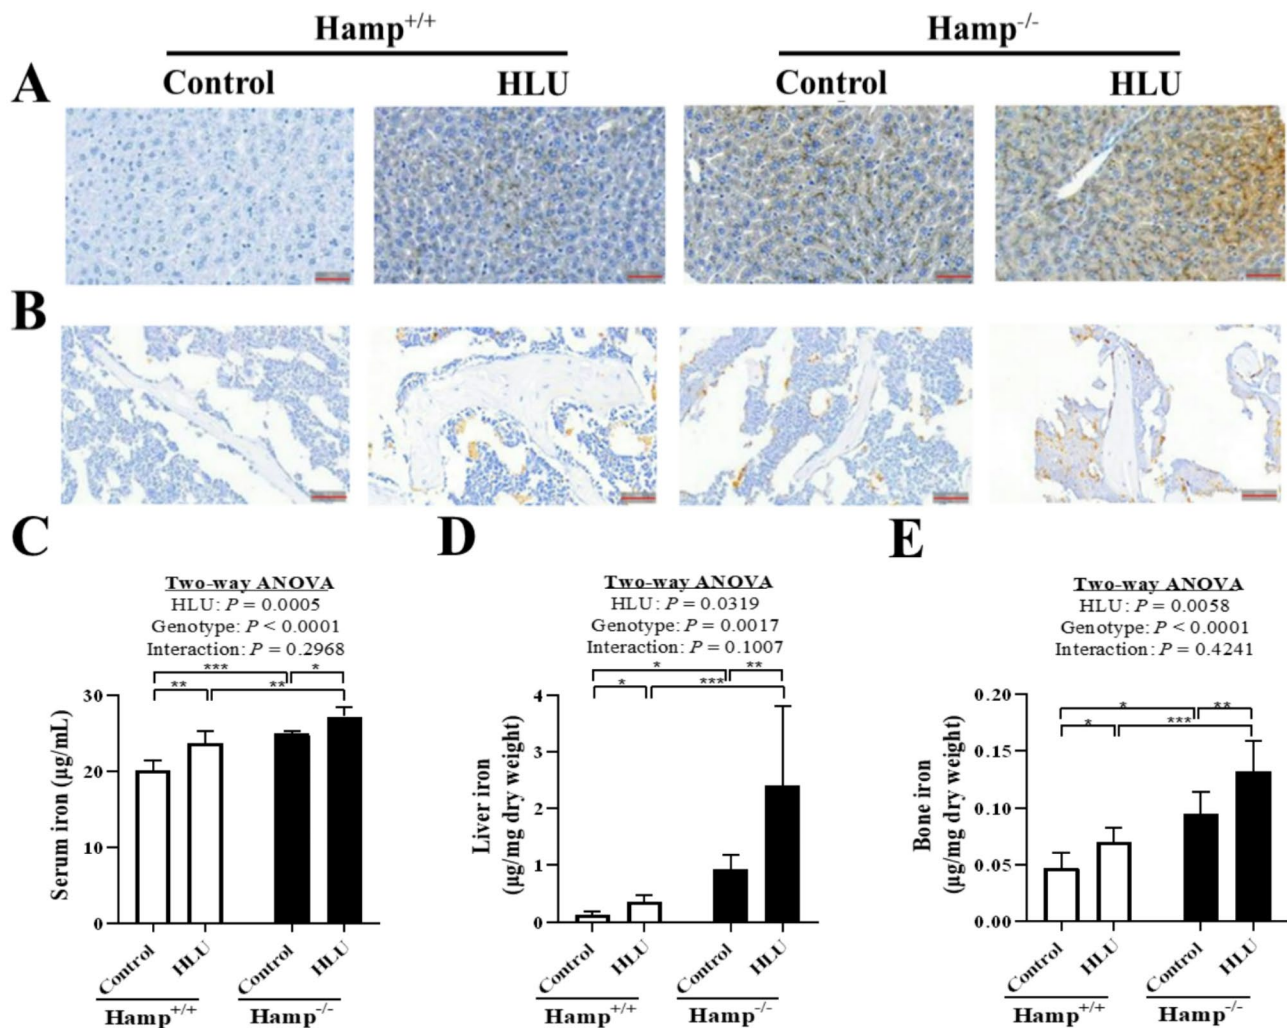 Hamp+/+ Hamp-/-
A Control HLU Control HLU
B
C D E
Two-way ANOVA
HLU: P = 0.0005
Genotype: P < 0.0001
Interaction: P = 0.2968
*** *
** **
Serum iron (µg/mL)
30
20
10
0
Control HLU Control HLU
Hamp+/+ Hamp-/-
Two-way ANOVA
HLU: P = 0.0319
Genotype: P = 0.0017
Interaction: P = 0.1007
* **
* ***
Liver iron
(µg/mg dry weight)
4
3
2
1
0
Control HLU Control HLU
Hamp+/+ Hamp-/-
Two-way ANOVA
HLU: P = 0.0058
Genotype: P < 0.0001
Interaction: P = 0.4241
* **
* ***
Bone iron
(µg/mg dry weight)
0.20
0.15
0.10
0.05
0.00
Control HLU Control HLU
Hamp+/+ Hamp-/-